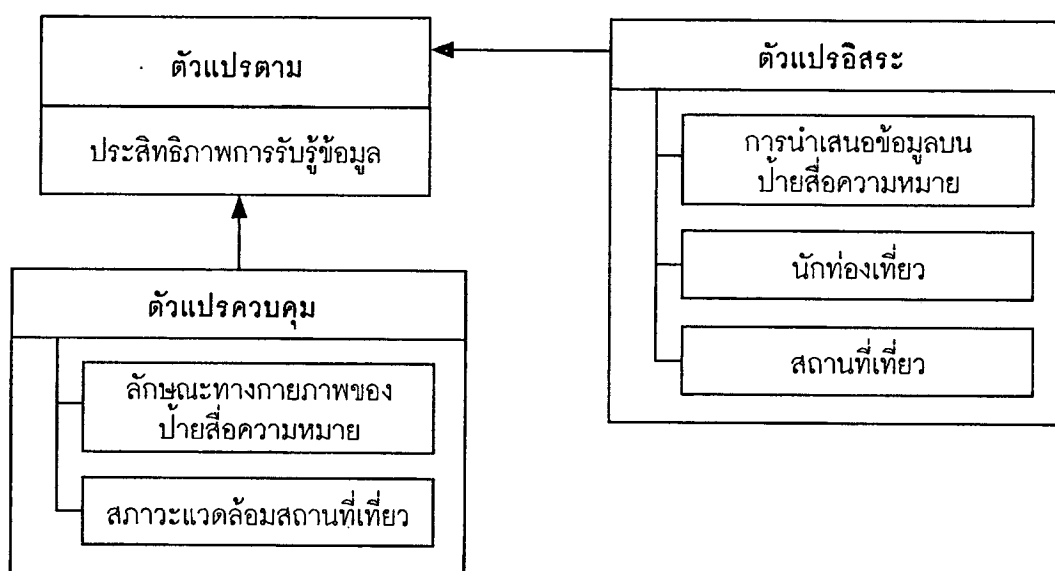 ตัวแปรตาม
ประสิทธิภาพการรับรู้ข้อมูล
ตัวแปรอิสระ
การนำเสนอข้อมูลบน
ป้ายสื่อความหมาย
นักท่องเที่ยว
สถานที่เที่ยว
ตัวแปรควบคุม
ลักษณะทางกายภาพของ
ป้ายสื่อความหมาย
สภาวะแวดล้อมสถานที่เที่ยว